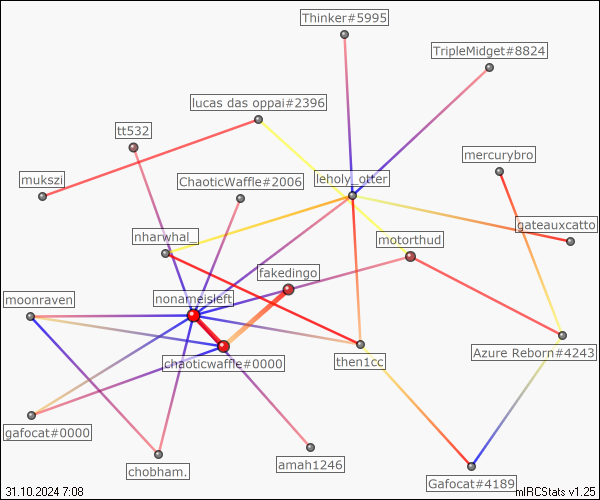 Thinker#5995
TripleMidget#8824
lucas das oppai#2396
tt532
mercurybro
mukszi
ChaoticWaffle#2006
leholy_otter
gateauxcatto
nharwhal_
motorthud
fakedingo
moonraven
nonameisleft
chaoticwaffle#0000
then1cc
Azure Reborn#4243
gafocat#0000
chobham.
amah1246
Gafocat#4189
31.10.2024 7:08
mIRCStats v1.25